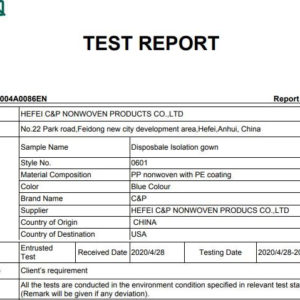 TEST REPORT
004A0086EN Report
HEFEI C&P NONWOVEN PRODUCTS CO.,LTD
No.22 Park road,Feidong new city development area,Hefei,Anhui, China
Sample Name Disposbale Isolation gown
Style No. 0601
Material Composition PP nonwoven with PE coating
Color Blue Colour
Brand Name C&P
Supplier HEFEI C&P NONWOVEN PRODUCTS CO.,LTD
Country of Origin CHINA
Country of Destination USA
Entrusted Test Received Date 2020/4/28 Testing Date 2020/4/28-20
Client's requirement
All the tests are conducted in the environment condition specified in relevant test sta
(Remark will be given if any deviation).